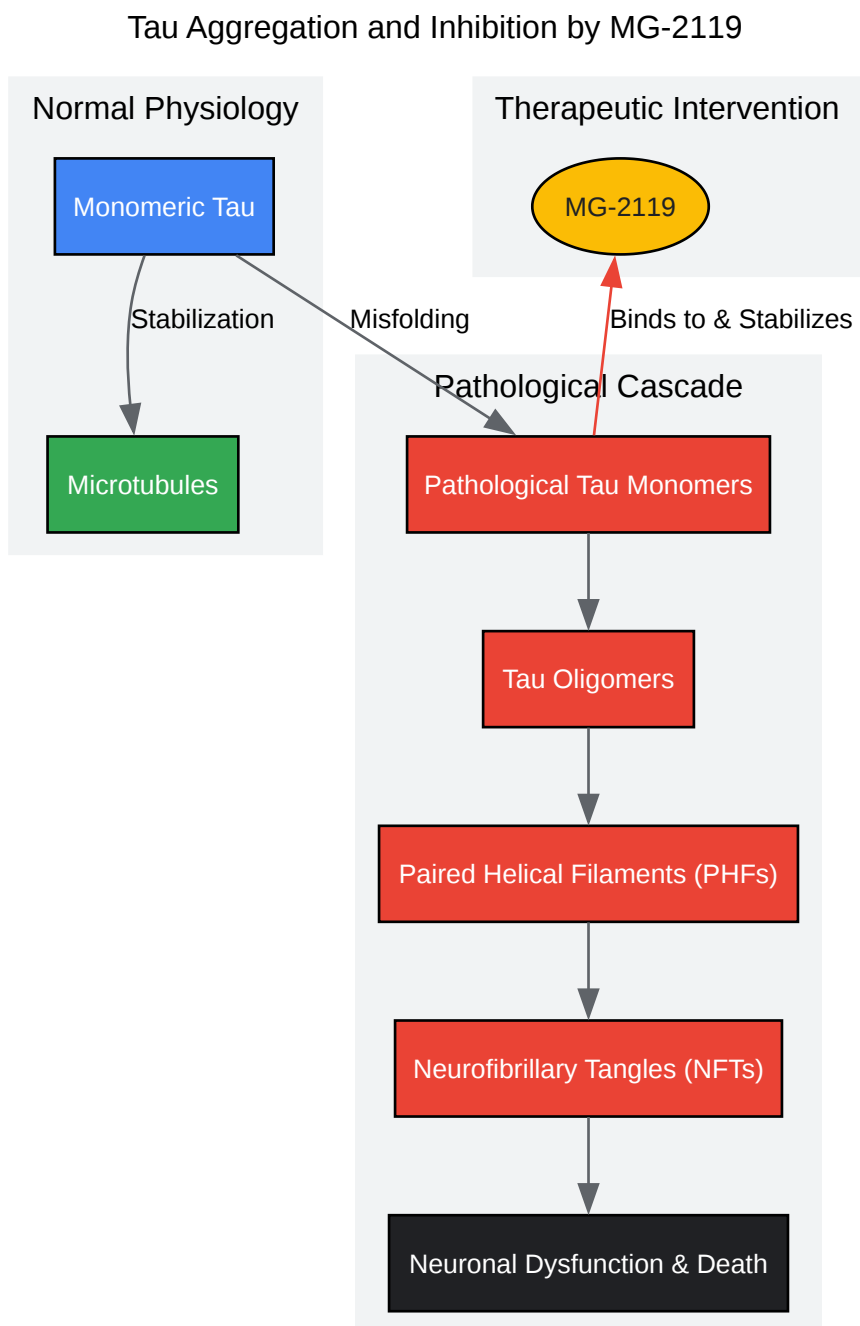 Tau Aggregation and Inhibition by MG-2119
Normal Physiology
Therapeutic Intervention
Monomeric Tau
MG-2119
Stabilization
Misfolding
Binds to & Stabilizes
Pathological Cascade
Microtubules
Pathological Tau Monomers
Tau Oligomers
Paired Helical Filaments (PHFs)
Neurofibrillary Tangles (NFTs)
Neuronal Dysfunction & Death